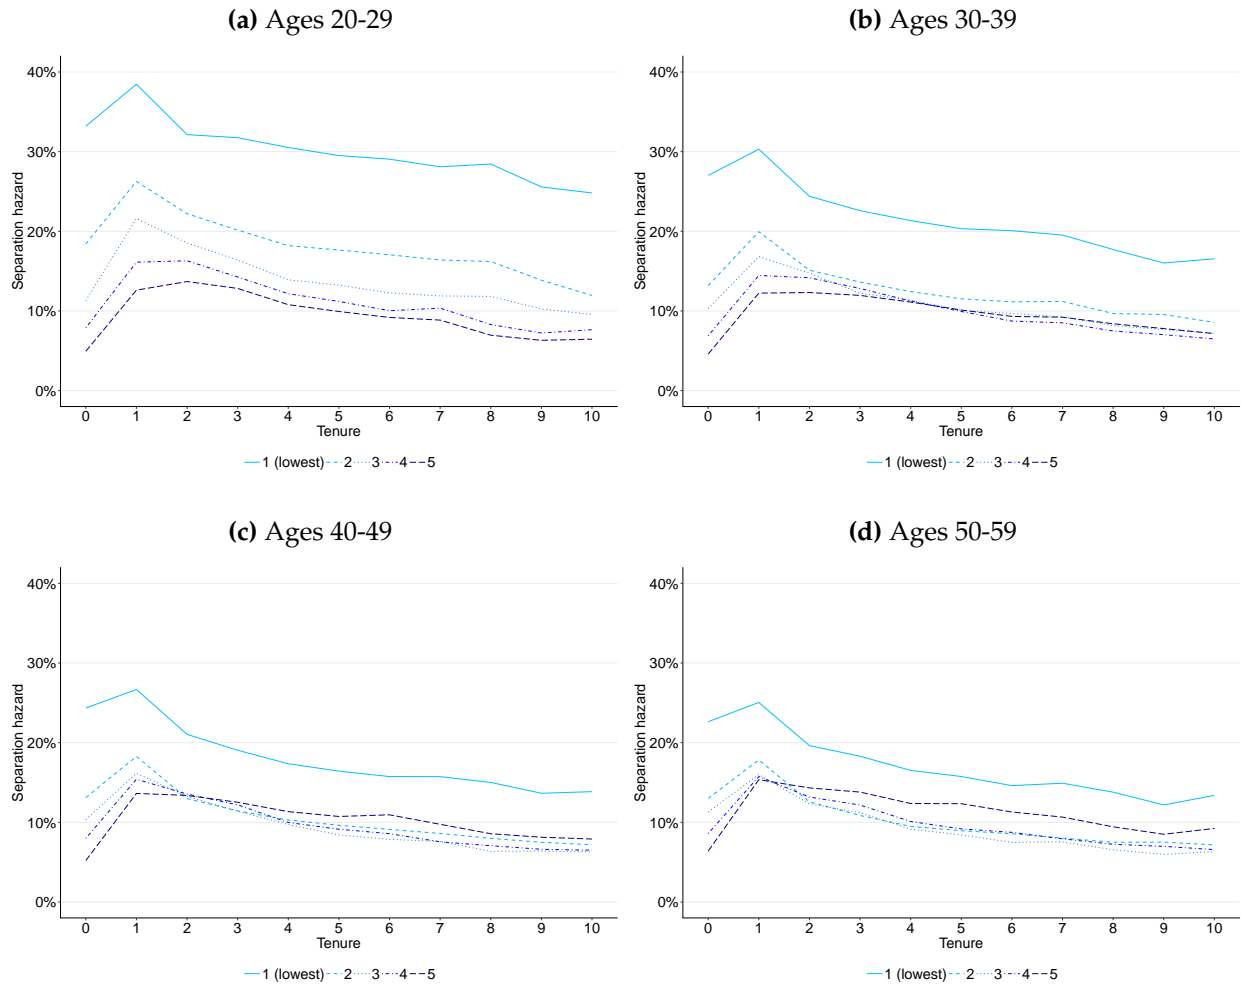 (a) Ages 20-29
40%
30%
20%
10%
0%
Separation hazard
0 1 2 3 4 5 6 7 8 9 10
Tenure
1 (lowest) 2 3 4 5
(b) Ages 30-39
40%
30%
20%
10%
0%
Separation hazard
0 1 2 3 4 5 6 7 8 9 10
Tenure
1 (lowest) 2 3 4 5
(c) Ages 40-49
40%
30%
20%
10%
0%
Separation hazard
0 1 2 3 4 5 6 7 8 9 10
Tenure
1 (lowest) 2 3 4 5
(d) Ages 50-59
40%
30%
20%
10%
0%
Separation hazard
0 1 2 3 4 5 6 7 8 9 10
Tenure
1 (lowest) 2 3 4 5